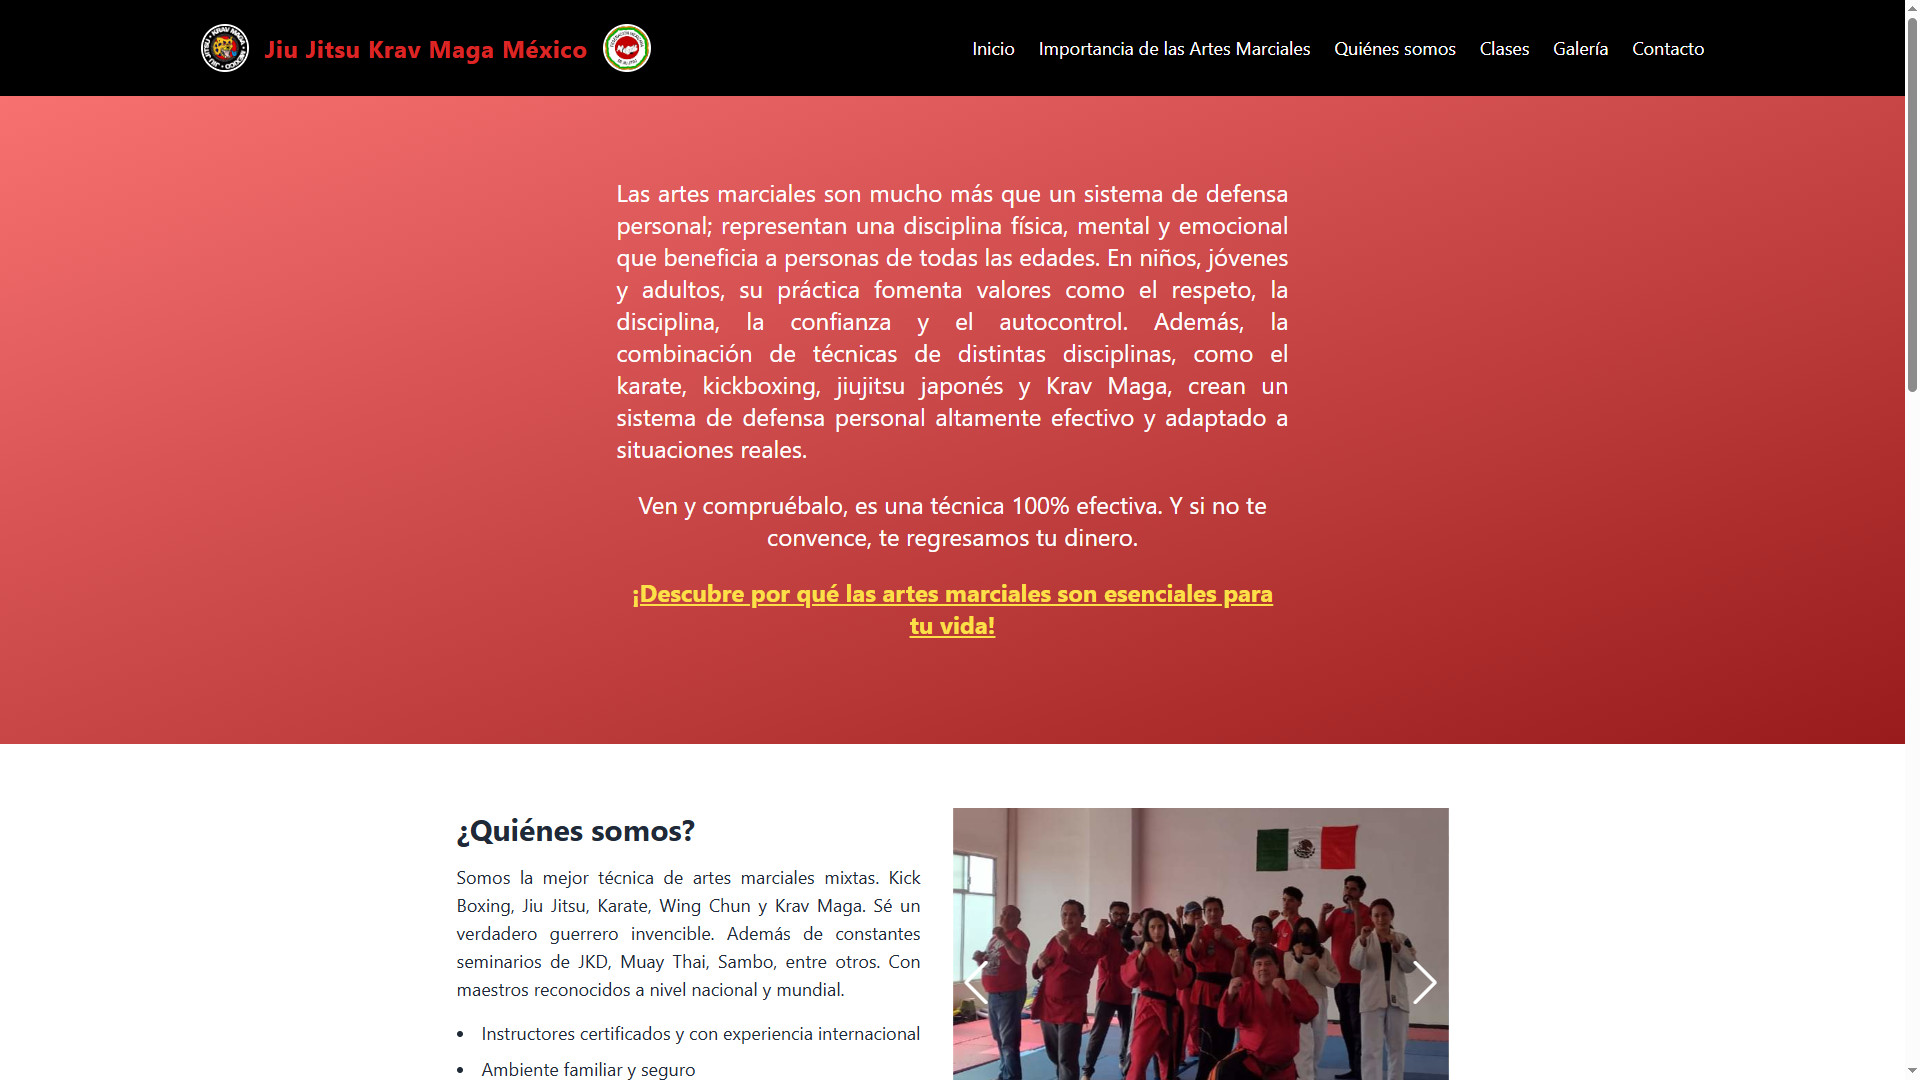 Jiu Jitsu Krav Maga México
Inicio
Importancia de las Artes Marciales
Quiénes somos
Clases
Galería
Contacto
Las artes marciales son mucho más que un sistema de defensa
personal; representan una disciplina física, mental y emocional
que beneficia a personas de todas las edades. En niños, jóvenes
y adultos, su práctica fomenta valores como el respeto, la
disciplina, la confianza y el autocontrol. Además, la
combinación de técnicas de distintas disciplinas, como el
karate, kickboxing, jiujitsu japonés y Krav Maga, crean un
sistema de defensa personal altamente efectivo y adaptado a
situaciones reales.
Ven y compruébalo, es una técnica 100% efectiva. Y si no te
convence, te regresamos tu dinero.
¡Descubre por qué las artes marciales son esenciales para
tu vida!
¿Quiénes somos?
Somos la mejor técnica de artes marciales mixtas. Kick
Boxing, Jiu Jitsu, Karate, Wing Chun y Krav Maga. Sé un
verdadero guerrero invencible. Además de constantes
seminarios de JKD, Muay Thai, Sambo, entre otros. Con
maestros reconocidos a nivel nacional y mundial.
• Instructores certificados y con experiencia internacional
• Ambiente familiar y seguro